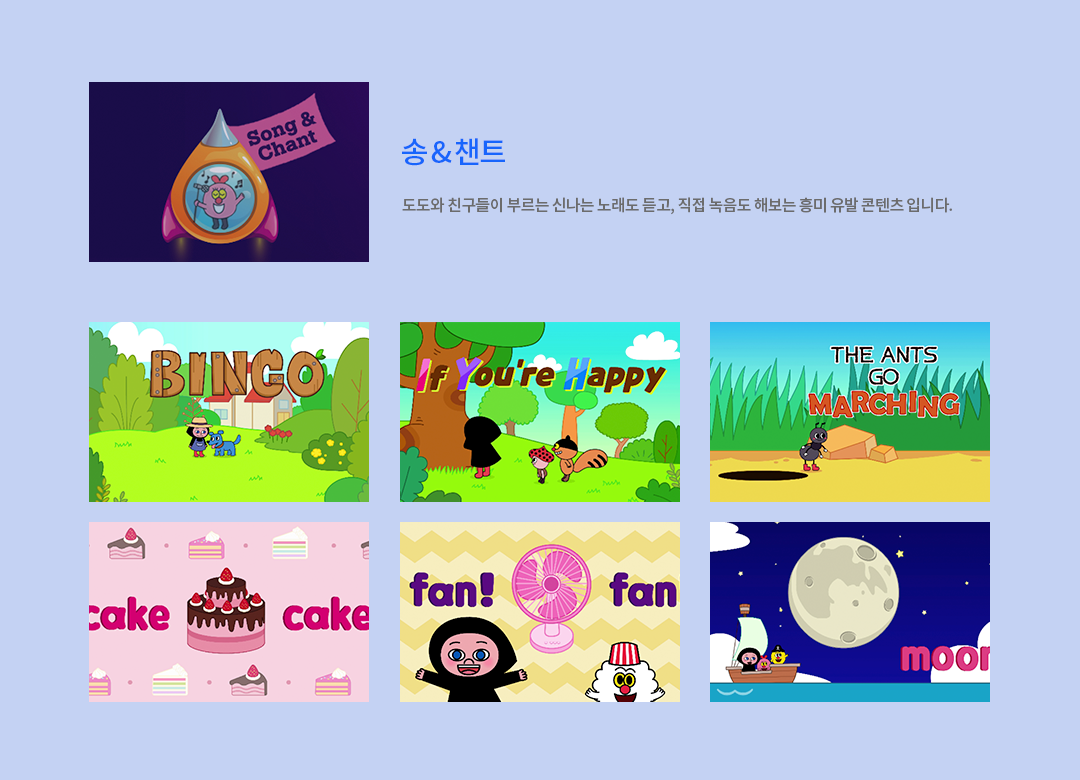 Song &
Chant
송 & 챈트
도도와 친구들이 부르는 신나는 노래도 듣고, 직접 녹음도 해보는 흥미 유발 콘텐츠 입니다.
BINGO
If You're Happy
THE ANTS
GO
MARCHING
cake cake
fan! fan
moon